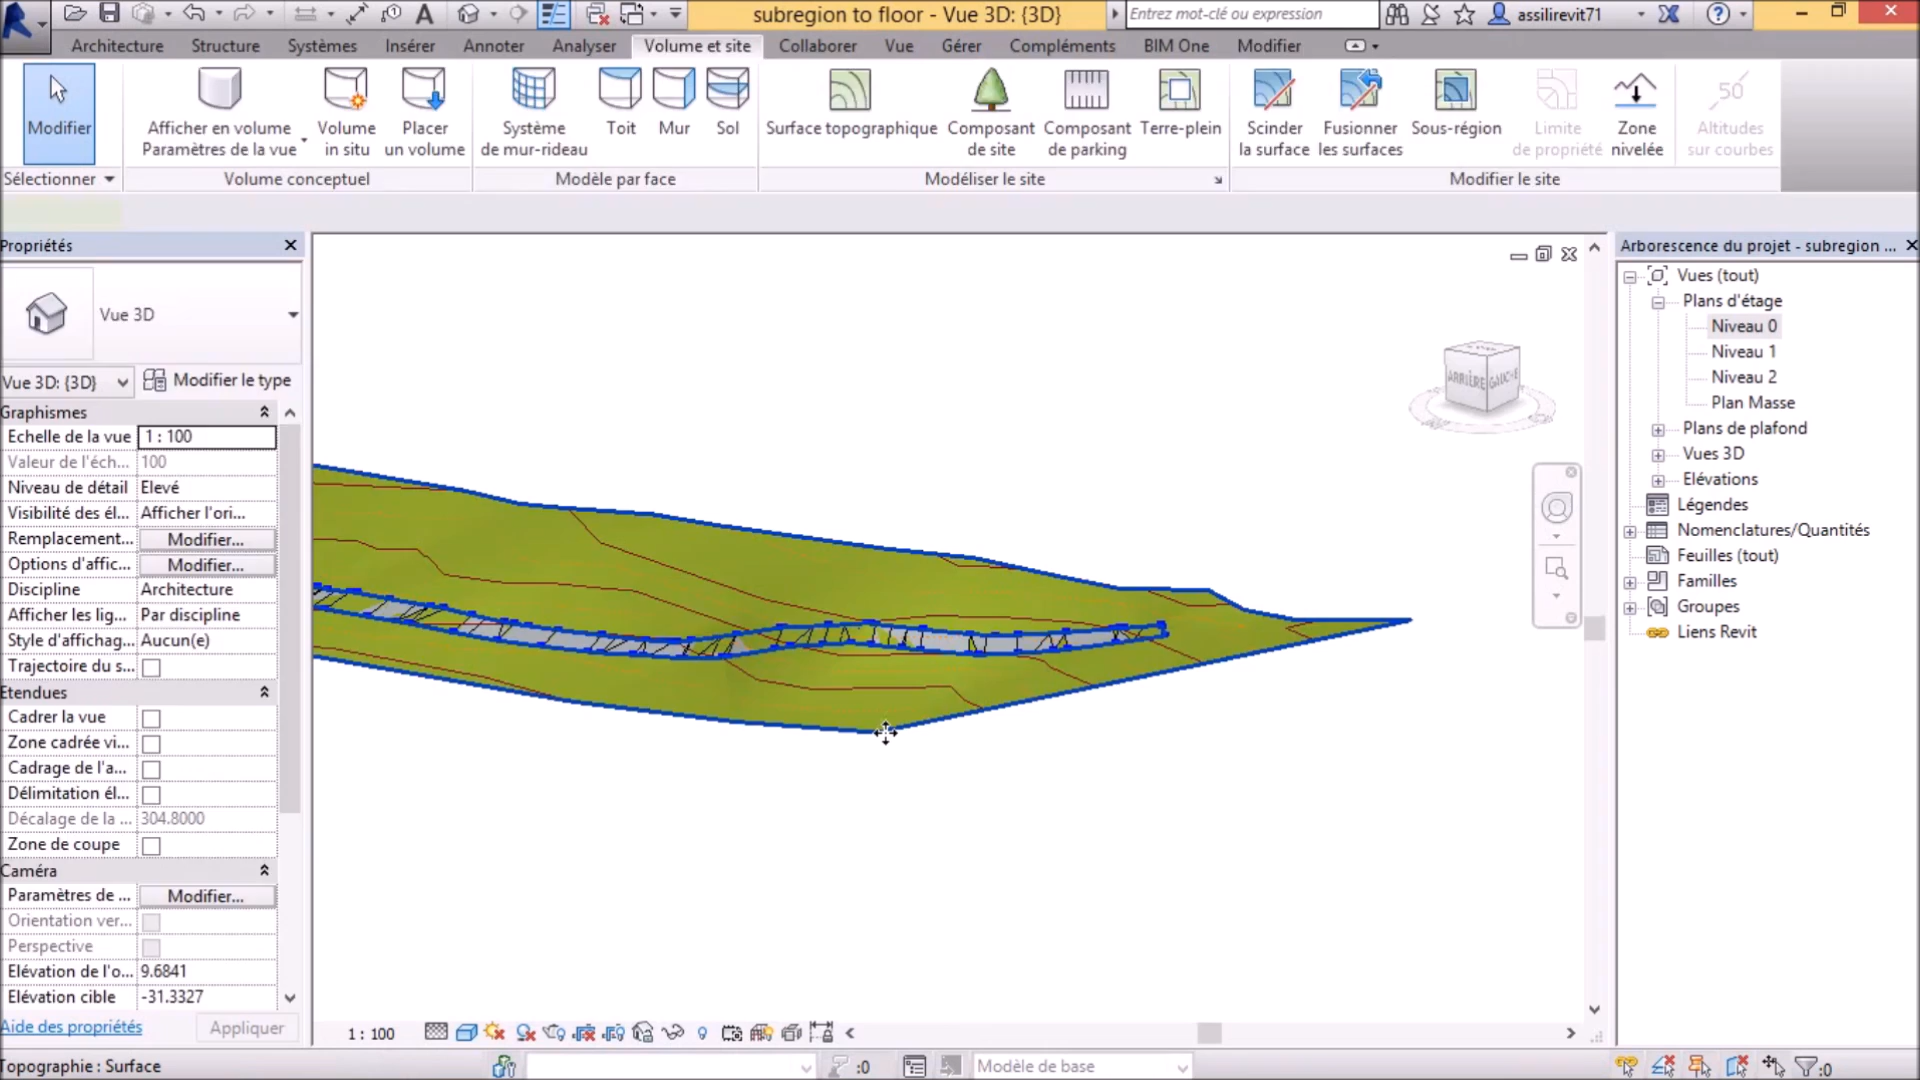 subregion to floor - Vue 3D: {3D}
Entrez mot-clé ou expression
assilirevit71
Architecture Structure Systèmes Insérer Annoter Analyser Volume et site Collaborer Vue Gérer Compléments BIM One Modifier
Modifier
Afficher en volume
Paramètres de la vue
Volume
in situ
Placer
un volume
Système
de mur-rideau
Toit
Mur
Sol
Surface topographique
Composant
de site
Composant
de parking
Terre-plein
Scinder
la surface
Fusionner
les surfaces
Sous-région
Limite
de propriété
Zone
nivelée
50
Altitudes
sur courbes
Sélectionner
Volume conceptuel
Modèle par face
Modéliser le site
Modifier le site
Propriétés
Vue 3D
Vue 3D: {3D}
Modifier le type
Graphismes
Echelle de la vue 1 : 100
Valeur de l'éch... 100
Niveau de détail Elevé
Visibilité des él... Afficher l'ori...
Remplacement... Modifier...
Options d'affic... Modifier...
Discipline Architecture
Afficher les lig... Par discipline
Style d'affichag... Aucun(e)
Trajectoire du s...
Etendues
Cadrer la vue
Zone cadrée vi...
Cadrage de l'a...
Délimitation él...
Décalage de la ... 304.8000
Zone de coupe
Caméra
Paramètres de ... Modifier...
Orientation ver...
Perspective
Elévation de l'o... 9.6841
Elévation cible -31.3327
Aide des propriétés
Appliquer
ARRIÈRE
GAUCHE
1 : 100
Arborescence du projet - subregion ...
Vues (tout)
Plans d'étage
Niveau 0
Niveau 1
Niveau 2
Plan Masse
Plans de plafond
Vues 3D
Elévations
Légendes
Nomenclatures/Quantités
Feuilles (tout)
Familles
Groupes
Liens Revit
Topographie : Surface
:0
Modèle de base
:0